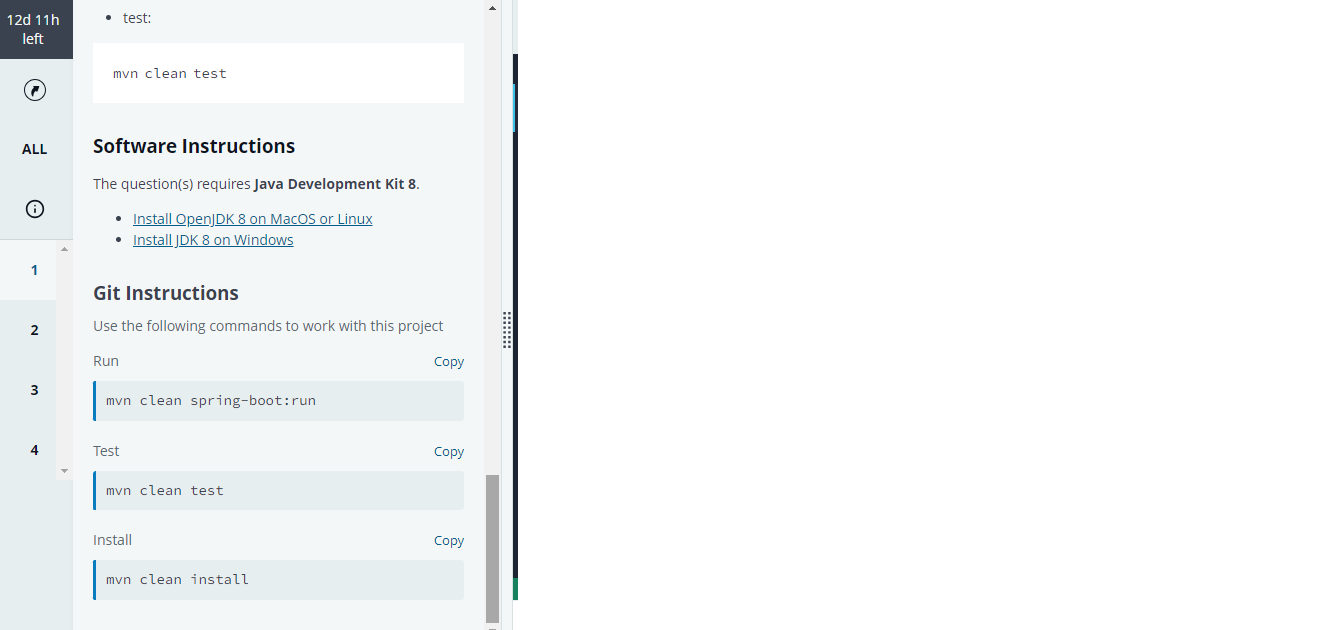 12d 11h
left
ALL
1
2
3
4
test:
mvn clean test
Software Instructions
The question(s) requires Java Development Kit 8.
Install OpenJDK 8 on MacOS or Linux
Install JDK 8 on Windows
Git Instructions
Use the following commands to work with this project
Run Copy
mvn clean spring-boot:run
Test Copy
mvn clean test
Install Copy
mvn clean install